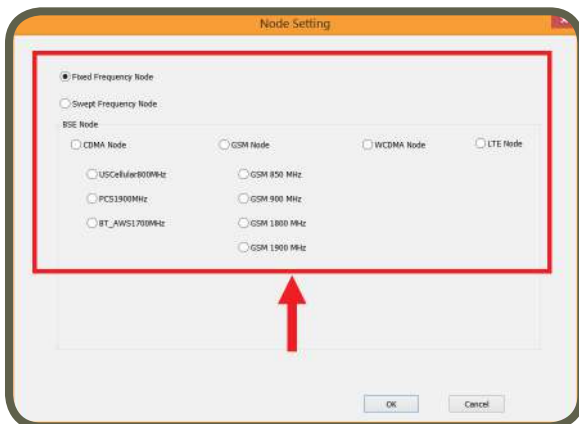 Node Setting
Fixed Frequency Node
Swept Frequency Node
BSE Node
CDMA Node GSM Node WCDMA Node LTE Node
USCellular800MHz GSM 850 MHz
PCS1900MHz GSM 900 MHz
BT_AWS1700MHz GSM 1800 MHz
GSM 1900 MHz
OK Cancel